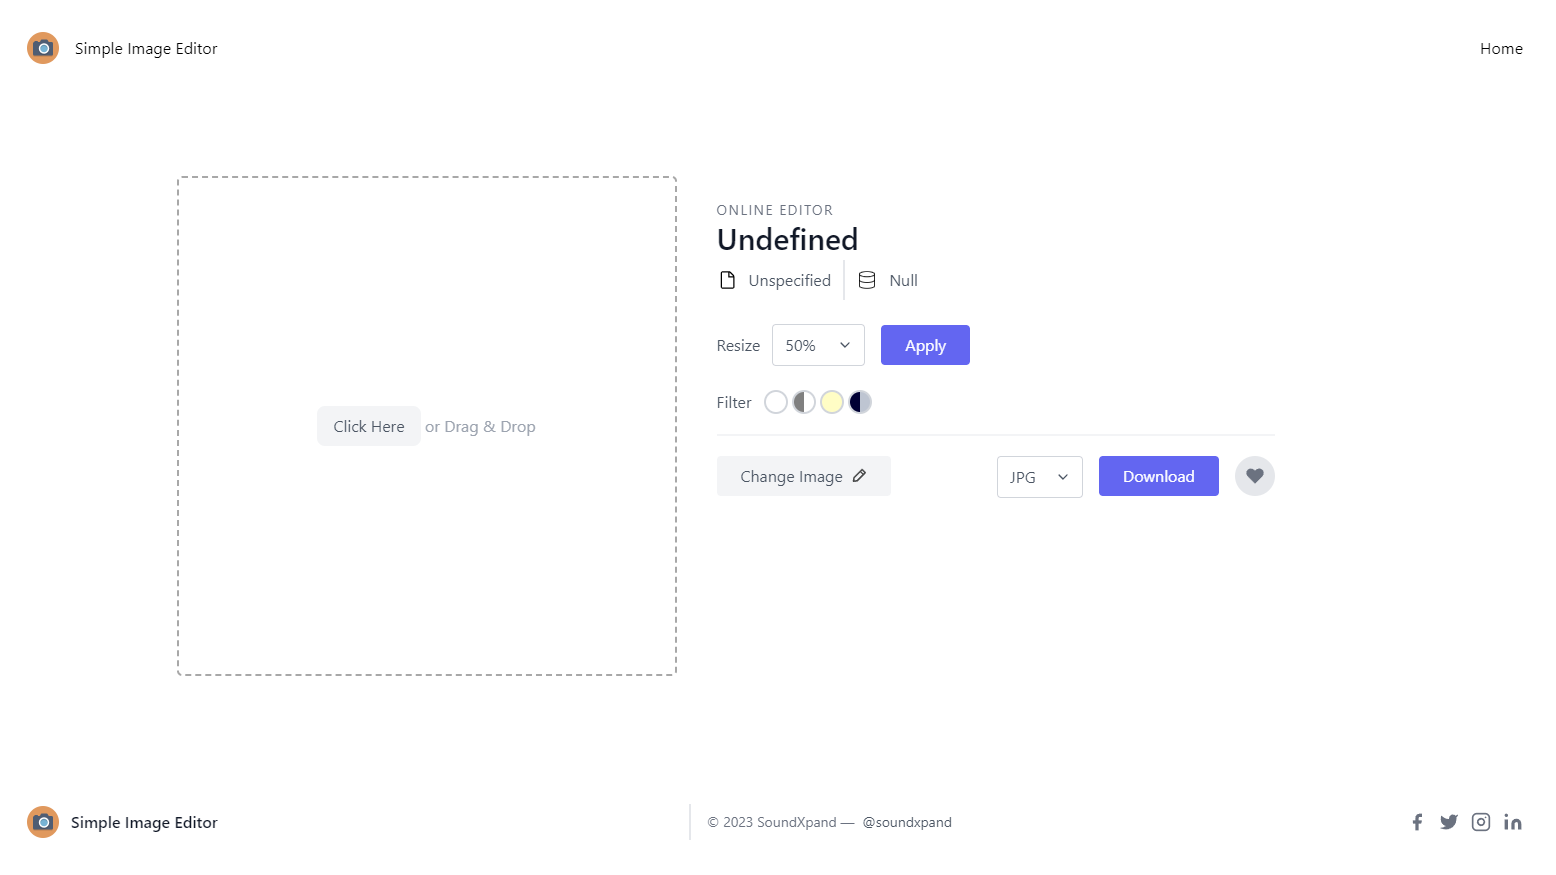 Simple Image Editor
Home
ONLINE EDITOR
Undefined
Unspecified
Null
Resize
50%
Apply
Filter
Click Here or Drag & Drop
Change Image
JPG
Download
Simple Image Editor
© 2023 SoundXpand — @soundxpand